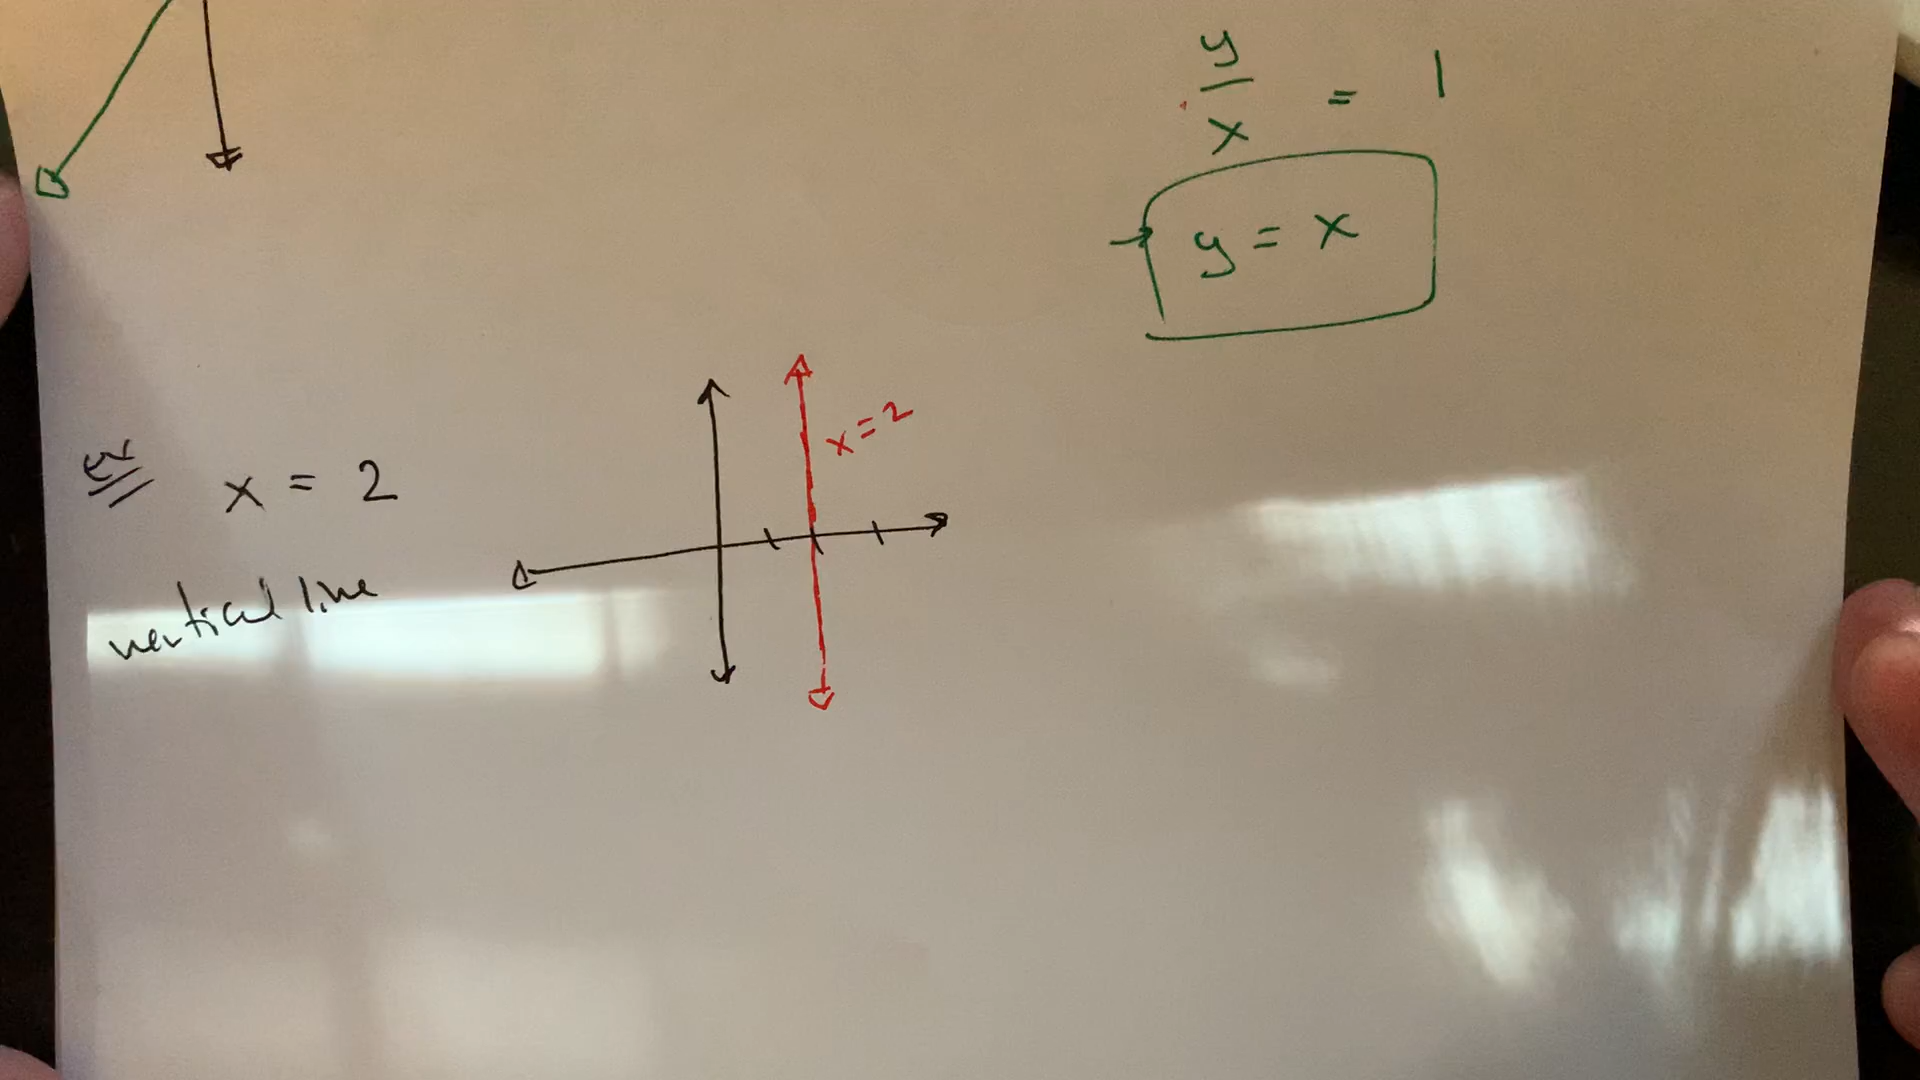 y
x = 1
y = x
x = 2
ex x = 2
vertical line